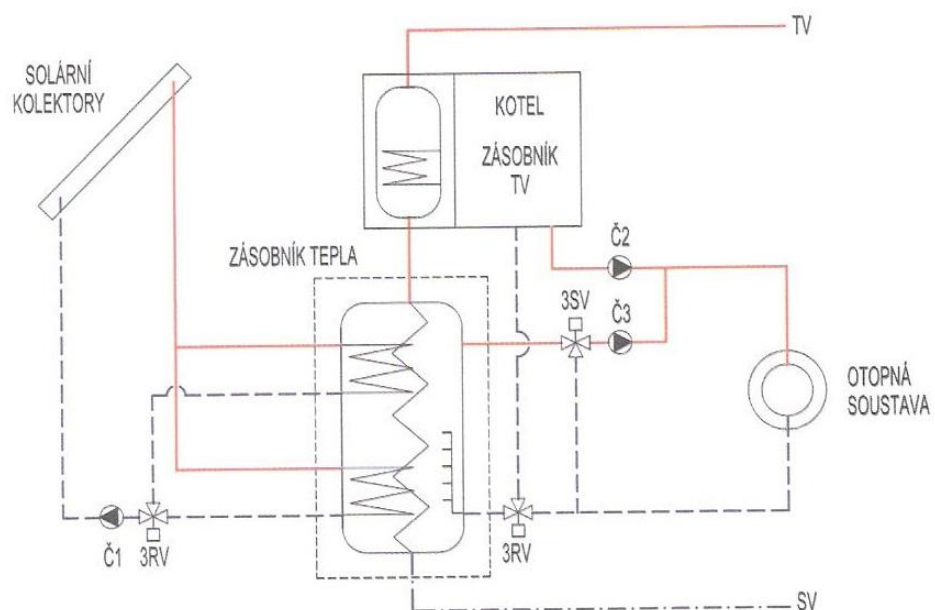 TV
SOLÁRNÍ
KOLEKTORY
KOTEL
ZÁSOBNÍK
TV
ZÁSOBNÍK TEPLA
Č2
3SV
Č3
OTOPNÁ
SOUSTAVA
Č1
3RV
3RV
SV